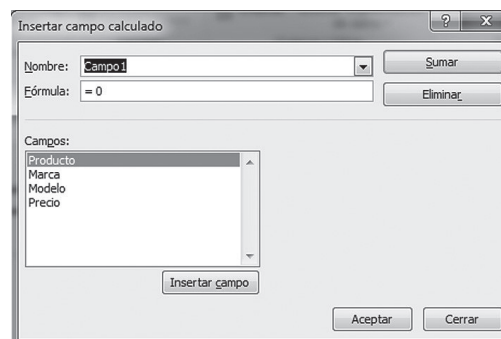 Insertar campo calculado
Nombre: Campo1 Sumar
Fórmula: = 0 Eliminar
Campos:
Producto
Marca
Modelo
Precio
Insertar campo
Aceptar Cerrar